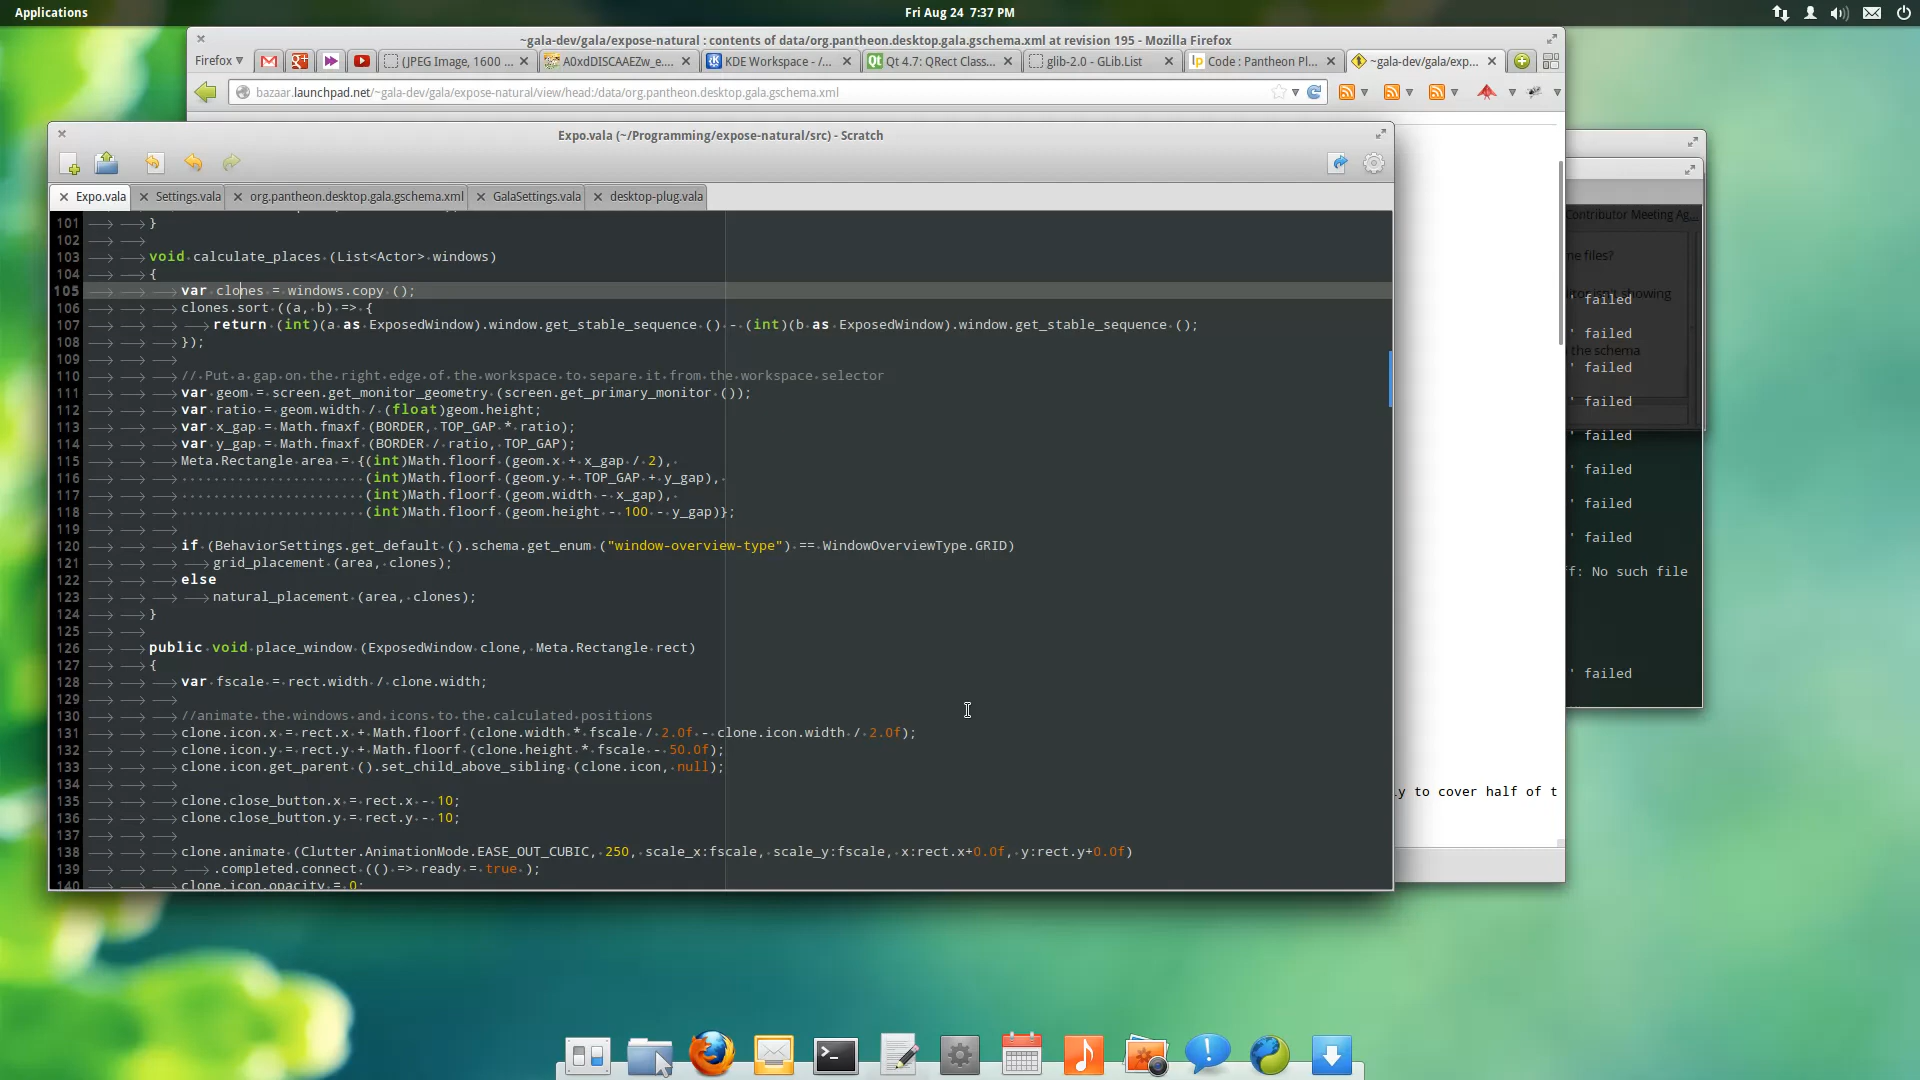 Applications
Fri Aug 24 7:37 PM
~gala-dev/gala/expose-natural : contents of data/org.pantheon.desktop.gala.gschema.xml at revision 195 - Mozilla Firefox
Firefox
(JPEG Image, 1600 ...
A0xdDISCAAEZw_e....
KDE Workspace - /...
Qt 4.7: QRect Class...
glib-2.0 - GLib.List
Code : Pantheon Pl...
~gala-dev/gala/exp...
bazaar.launchpad.net/~gala-dev/gala/expose-natural/view/head:/data/org.pantheon.desktop.gala.gschema.xml
Expo.vala (~/Programming/expose-natural/src) - Scratch
Expo.vala
Settings.vala
org.pantheon.desktop.gala.gschema.xml
GalaSettings.vala
desktop-plug.vala
101 }
102
103 void calculate_places (List<Actor> windows)
104 {
105 var clones = windows.copy ();
106 clones.sort ((a, b) => {
107 return (int)(a as ExposedWindow).window.get_stable_sequence () - (int)(b as ExposedWindow).window.get_stable_sequence ();
108 });
109
110 // Put a gap on the right edge of the workspace to separe it from the workspace selector
111 var geom = screen.get_monitor_geometry (screen.get_primary_monitor ());
112 var ratio = geom.width / (float)geom.height;
113 var x_gap = Math.fmaxf (BORDER, TOP_GAP * ratio);
114 var y_gap = Math.fmaxf (BORDER / ratio, TOP_GAP);
115 Meta.Rectangle area = {(int)Math.floorf (geom.x + x_gap / 2),
116 (int)Math.floorf (geom.y + TOP_GAP + y_gap),
117 (int)Math.floorf (geom.width - x_gap),
118 (int)Math.floorf (geom.height - 100 - y_gap)};
119
120 if (BehaviorSettings.get_default ().schema.get_enum ("window-overview-type") == WindowOverviewType.GRID)
121 grid_placement (area, clones);
122 else
123 natural_placement (area, clones);
124 }
125
126 public void place_window (ExposedWindow clone, Meta.Rectangle rect)
127 {
128 var fscale = rect.width / clone.width;
129
130 //animate the windows and icons to the calculated positions
131 clone.icon.x = rect.x + Math.floorf (clone.width * fscale / 2.0f - clone.icon.width / 2.0f);
132 clone.icon.y = rect.y + Math.floorf (clone.height * fscale - 50.0f);
133 clone.icon.get_parent ().set_child_above_sibling (clone.icon, null);
134
135 clone.close_button.x = rect.x - 10;
136 clone.close_button.y = rect.y - 10;
137
138 clone.animate (Clutter.AnimationMode.EASE_OUT_CUBIC, 250, scale_x:fscale, scale_y:fscale, x:rect.x+0.0f, y:rect.y+0.0f)
139 .completed.connect (() => ready = true );
140 clone.icon.opacity = 0;
Contributor Meeting Ag...
me files?
isn't showing
' failed
' failed
the schema
' failed
' failed
' failed
' failed
' failed
' failed
ff: No such file
' failed
ly to cover half of t